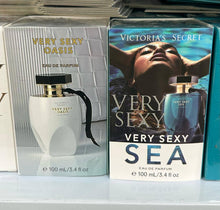 VERY SEXY
OASIS
EAU DE PARFUM
℮ 100 mL/3.4 fl oz
VICTORIA'S SECRET
VERY
SEXY
VERY SEXY
SEA
EAU DE PARFUM
℮ 100 mL/3.4 fl oz